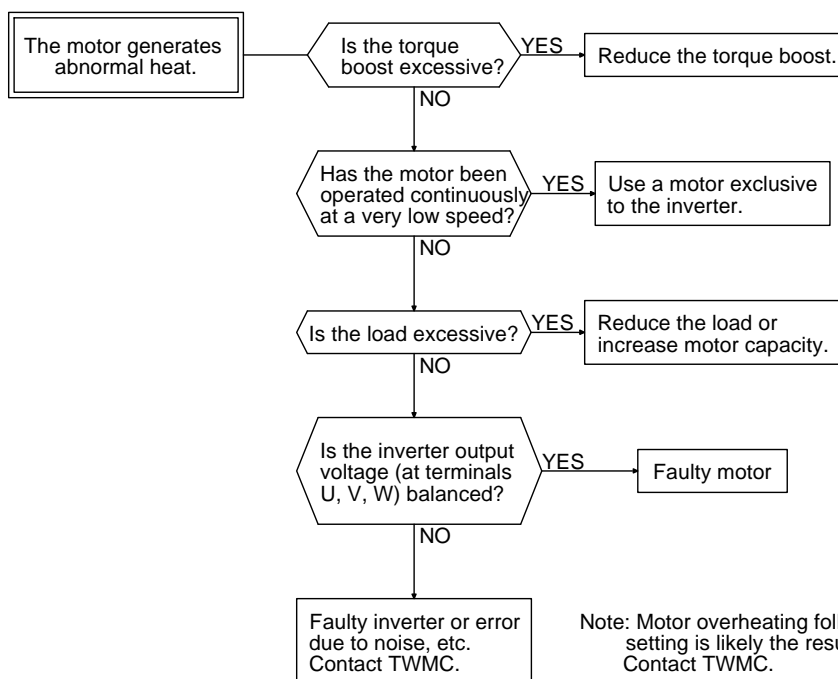 The motor generates
abnormal heat.
Is the torque
boost excessive?
YES
Reduce the torque boost.
NO
Has the motor been
operated continuously
at a very low speed?
YES
Use a motor exclusive
to the inverter.
NO
Is the load excessive?
YES
Reduce the load or
increase motor capacity.
NO
Is the inverter output
voltage (at terminals
U, V, W) balanced?
YES
Faulty motor
NO
Faulty inverter or error
due to noise, etc.
Contact TWMC.
Note: Motor overheating
setting is likely the
Contact TWMC.